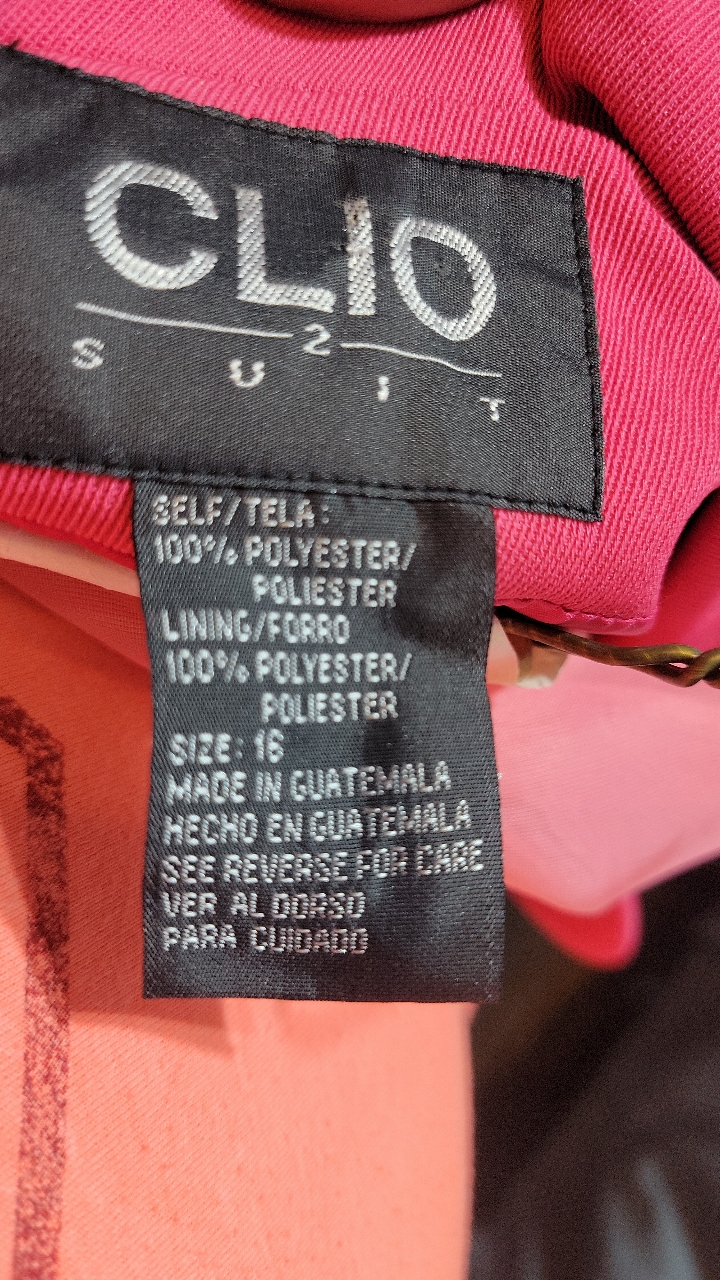 CLIO
2
S U I T
SELF/TELA:
100% POLYESTER/
POLIESTER
LINING/FORRO
100% POLYESTER/
POLIESTER
SIZE: 16
MADE IN GUATEMALA
HECHO EN GUATEMALA
SEE REVERSE FOR CARE
VER AL DORSO
PARA CUIDADO